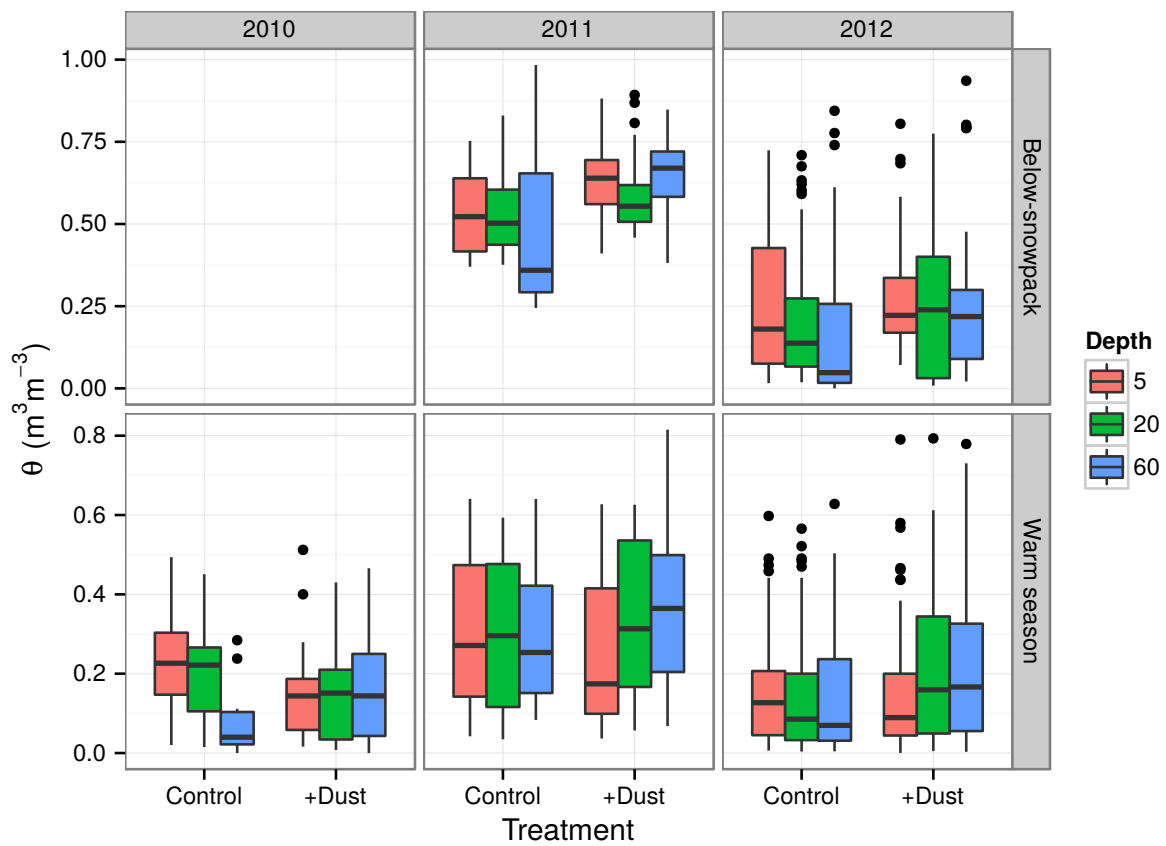 2010 2011 2012
1.00
0.75
0.50
0.25
0.00
Below-snowpack
0.8
0.6
0.4
0.2
0.0
Warm season
θ (m³m⁻³)
Control +Dust Control +Dust Control +Dust
Treatment
Depth
5
20
60